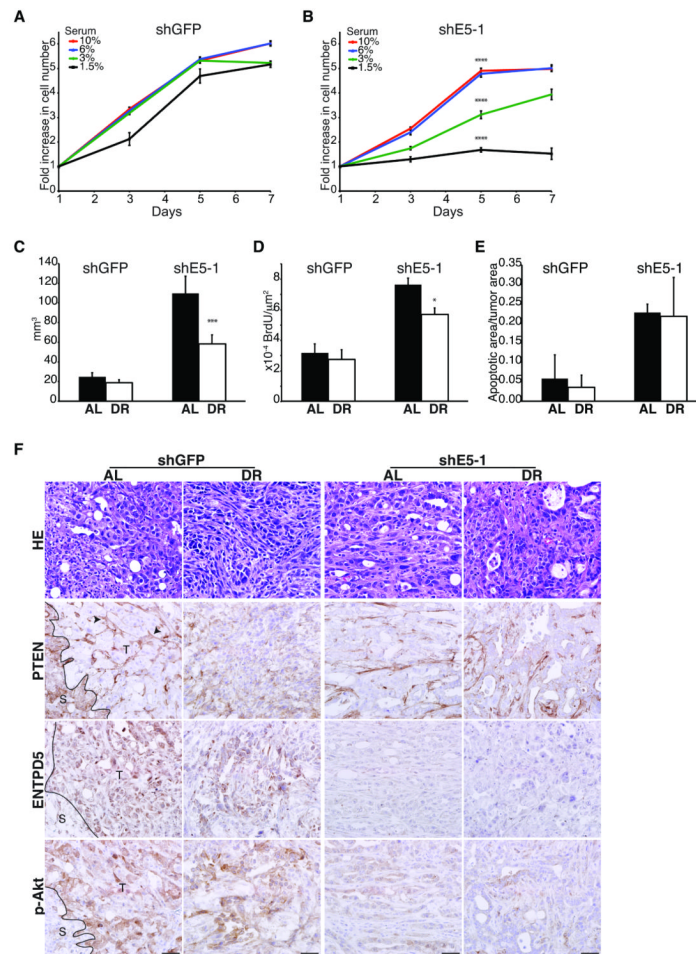 A
shGFP
Serum
10%
6%
3%
1.5%
Fold increase in cell number
6
5
4
3
2
1
0
1 2 3 4 5 6 7
Days
B
shE5-1
Serum
10%
6%
3%
1.5%
Fold increase in cell number
6
5
4
3
2
1
0
****
****
****
1 2 3 4 5 6 7
Days
C
shGFP shE5-1
mm³
140
120
100
80
60
40
20
0
***
AL DR AL DR
D
shGFP shE5-1
x10⁻⁴ BrdU/μm²
8
6
4
2
0
*
AL DR AL DR
E
shGFP shE5-1
Apoptotic area/tumor area
0.35
0.30
0.25
0.20
0.15
0.10
0.05
0.00
AL DR AL DR
F
shGFP shE5-1
AL DR AL DR
HE
PTEN
T
S
ENTPD5
T
S
p-Akt
T
S